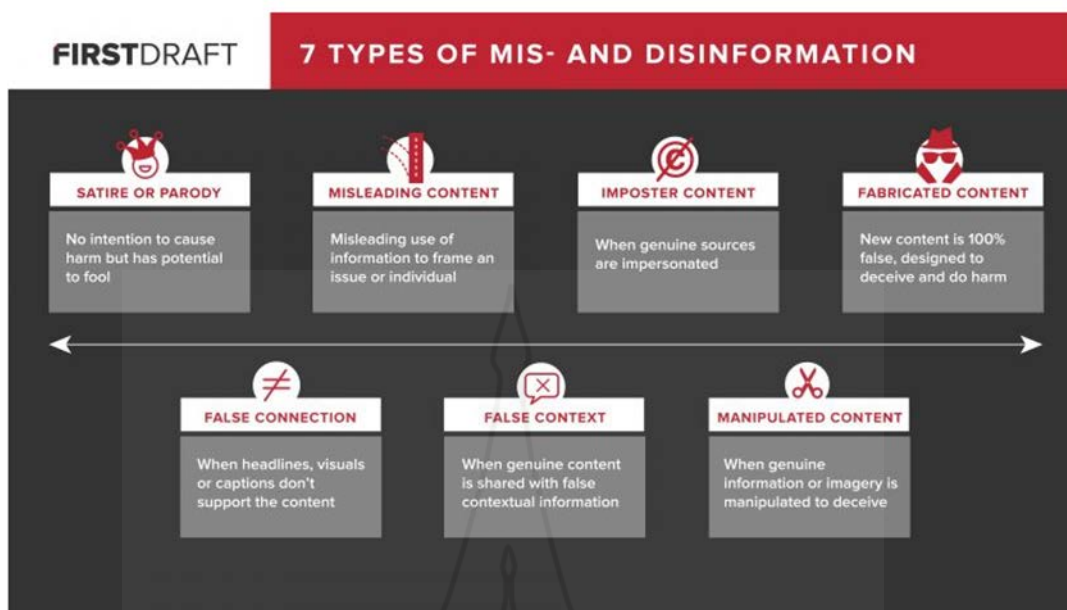 FIRSTDRAFT
7 TYPES OF MIS- AND DISINFORMATION
SATIRE OR PARODY
No intention to cause
harm but has potential
to fool
MISLEADING CONTENT
Misleading use of
information to frame an
issue or individual
IMPOSTER CONTENT
When genuine sources
are impersonated
FABRICATED CONTENT
New content is 100%
false, designed to
deceive and do harm
FALSE CONNECTION
When headlines, visuals
or captions don't
support the content
FALSE CONTEXT
When genuine content
is shared with false
contextual information
MANIPULATED CONTENT
When genuine
information or imagery is
manipulated to deceive